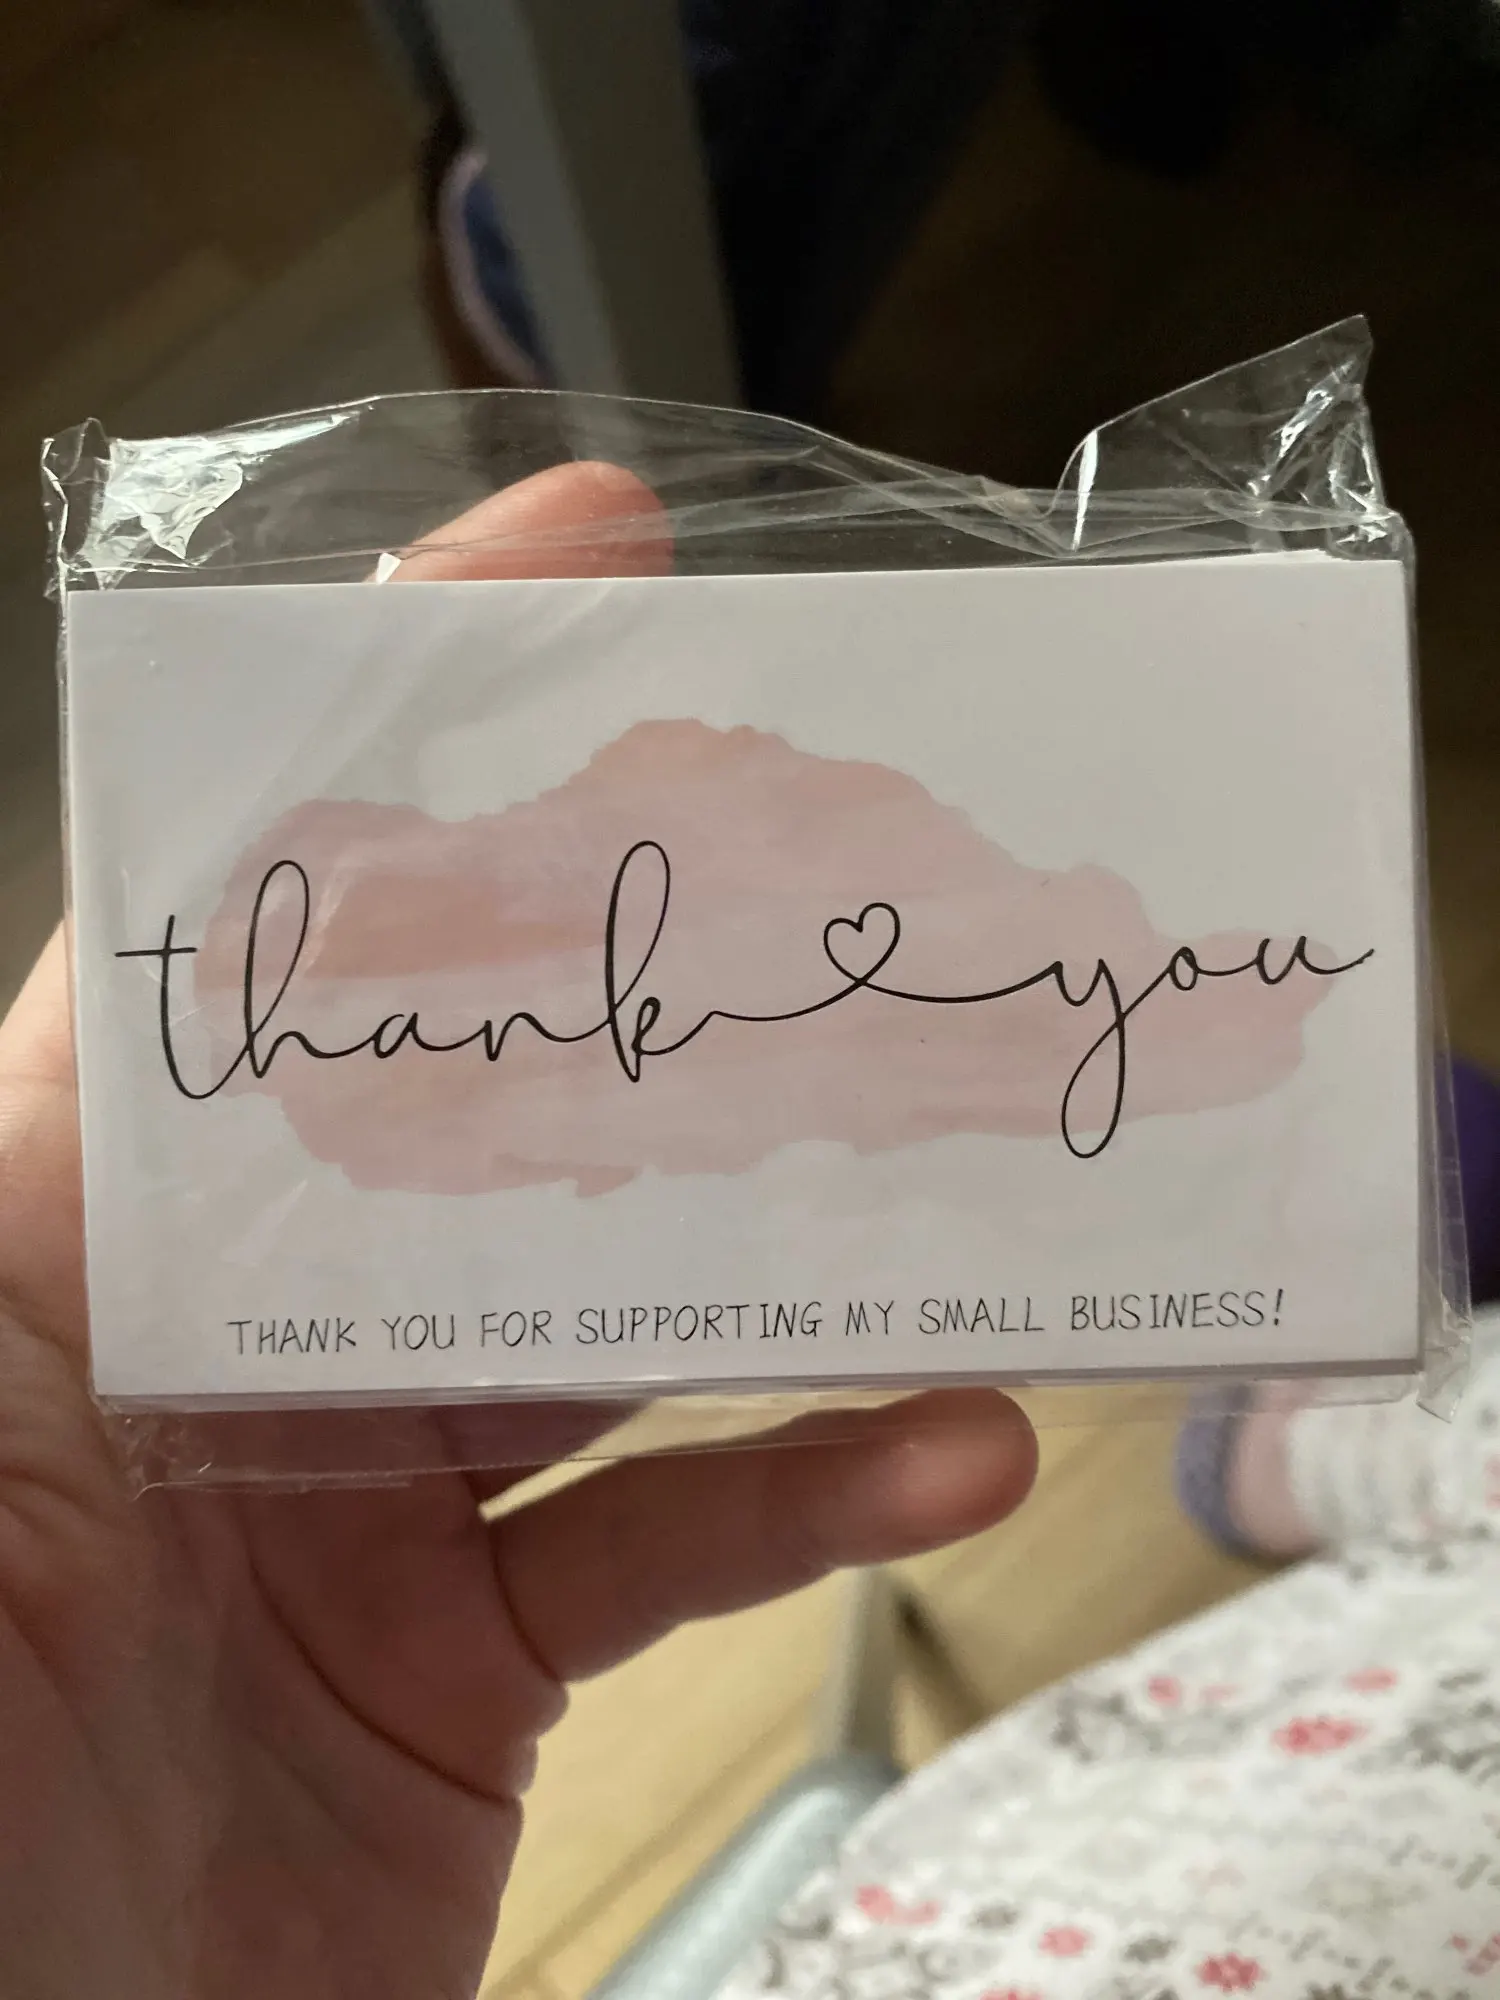 thank you
THANK YOU FOR SUPPORTING MY SMALL BUSINESS!